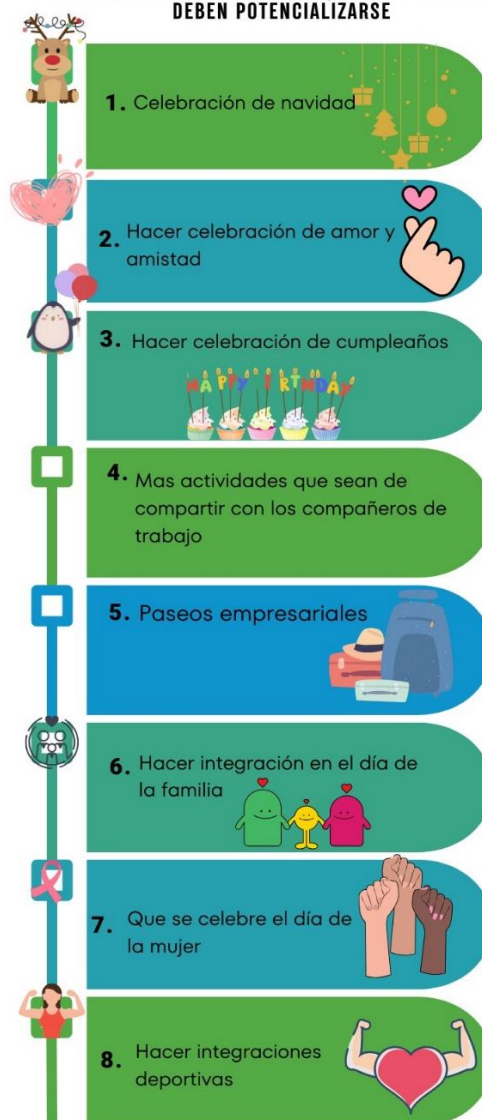 DEBEN POTENCIALIZARSE
1. Celebración de navidad
2. Hacer celebración de amor y
amistad
3. Hacer celebración de cumpleaños
HAPPY BIRTHDAY
4. Mas actividades que sean de
compartir con los compañeros de
trabajo
5. Paseos empresariales
6. Hacer integración en el día de
la familia
7. Que se celebre el día de
la mujer
8. Hacer integraciones
deportivas